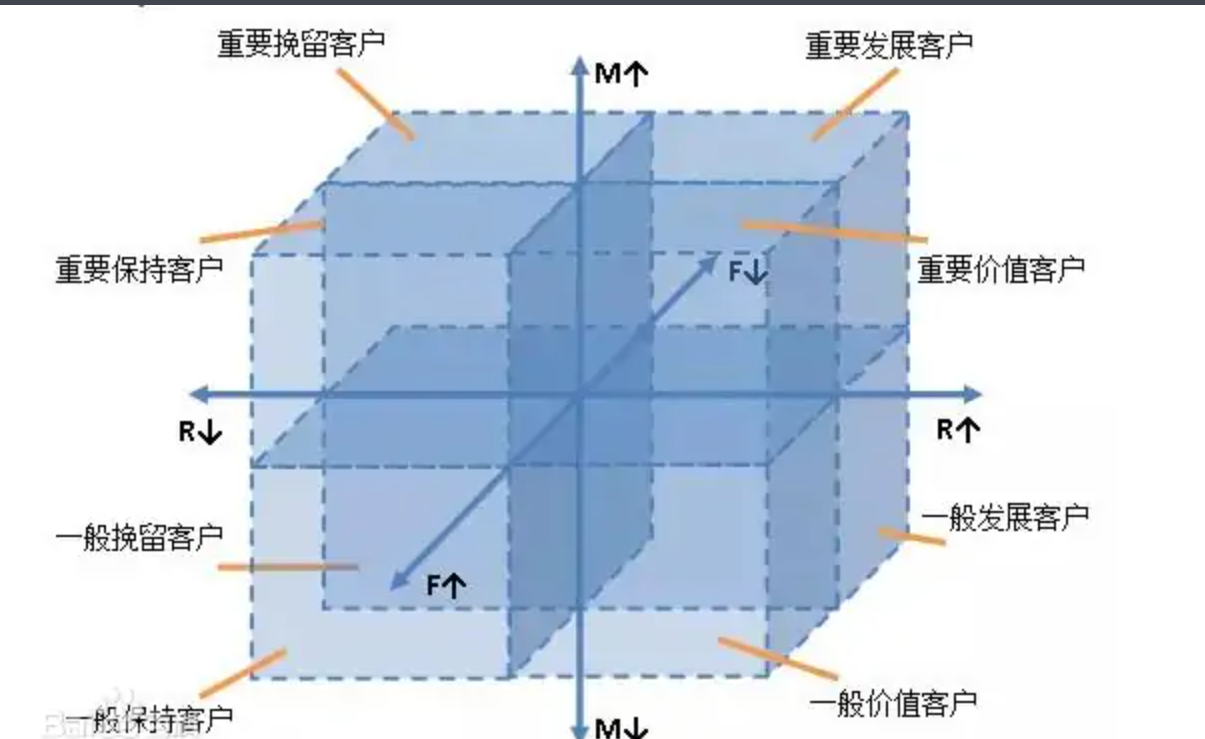 重要挽留客户
重要发展客户
M↑
重要保持客户
F↓
重要价值客户
R↓
R↑
一般挽留客户
一般发展客户
F↑
一般保持客户
一般价值客户
M↓